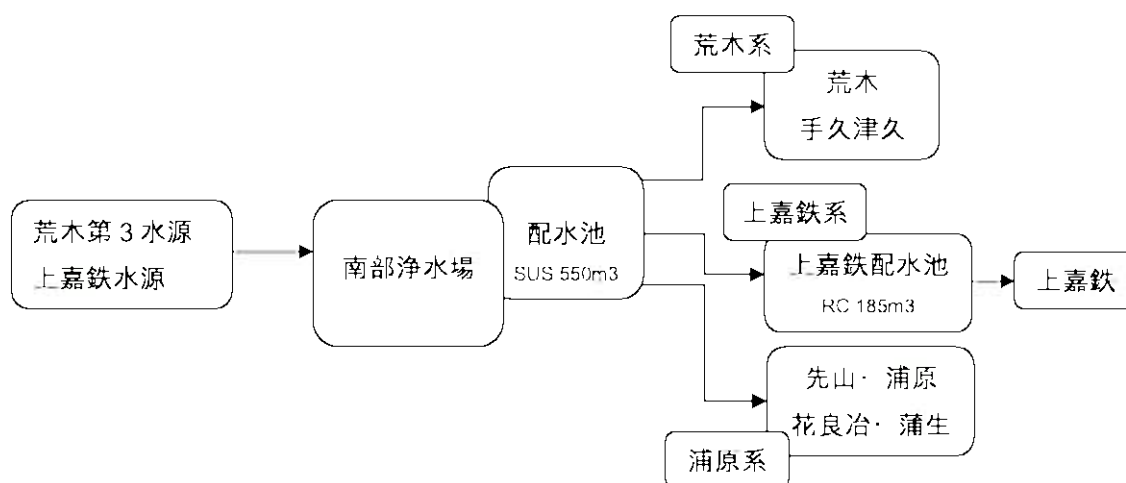 荒木第3水源
上嘉鉄水源
南部浄水場
配水池
SUS 550m3
荒木系
荒木
手久津久
上嘉鉄系
上嘉鉄配水池
RC 185m3
上嘉鉄
先山・浦原
花良治・蒲生
浦原系